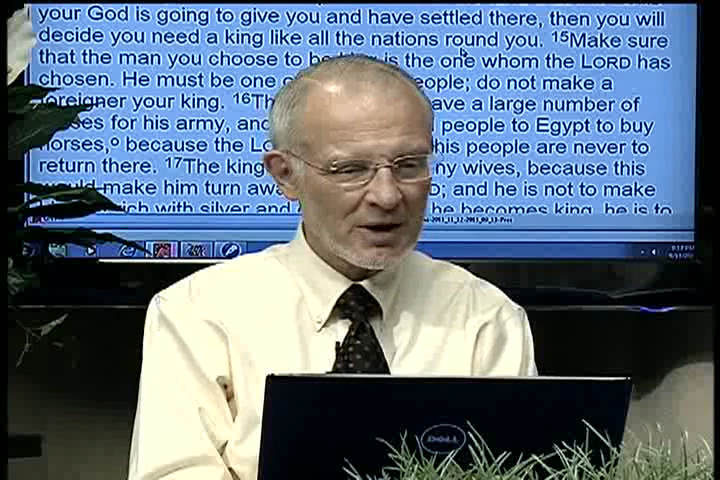 your God is going to give you and have settled there, then you will
decide you need a king like all the nations round you. 15Make sure
that the man you choose to be is the one whom the LORD has
chosen. He must be one people; do not make a
foreigner your king. 16Th ave a large number of
for his army, and people to Egypt to buy
horses,o because the Lo his people are never to
return there. 17The king ny wives, because this
would make him turn awa ; and he is not to make
rich with silver and he becomes king, he is to
DELL